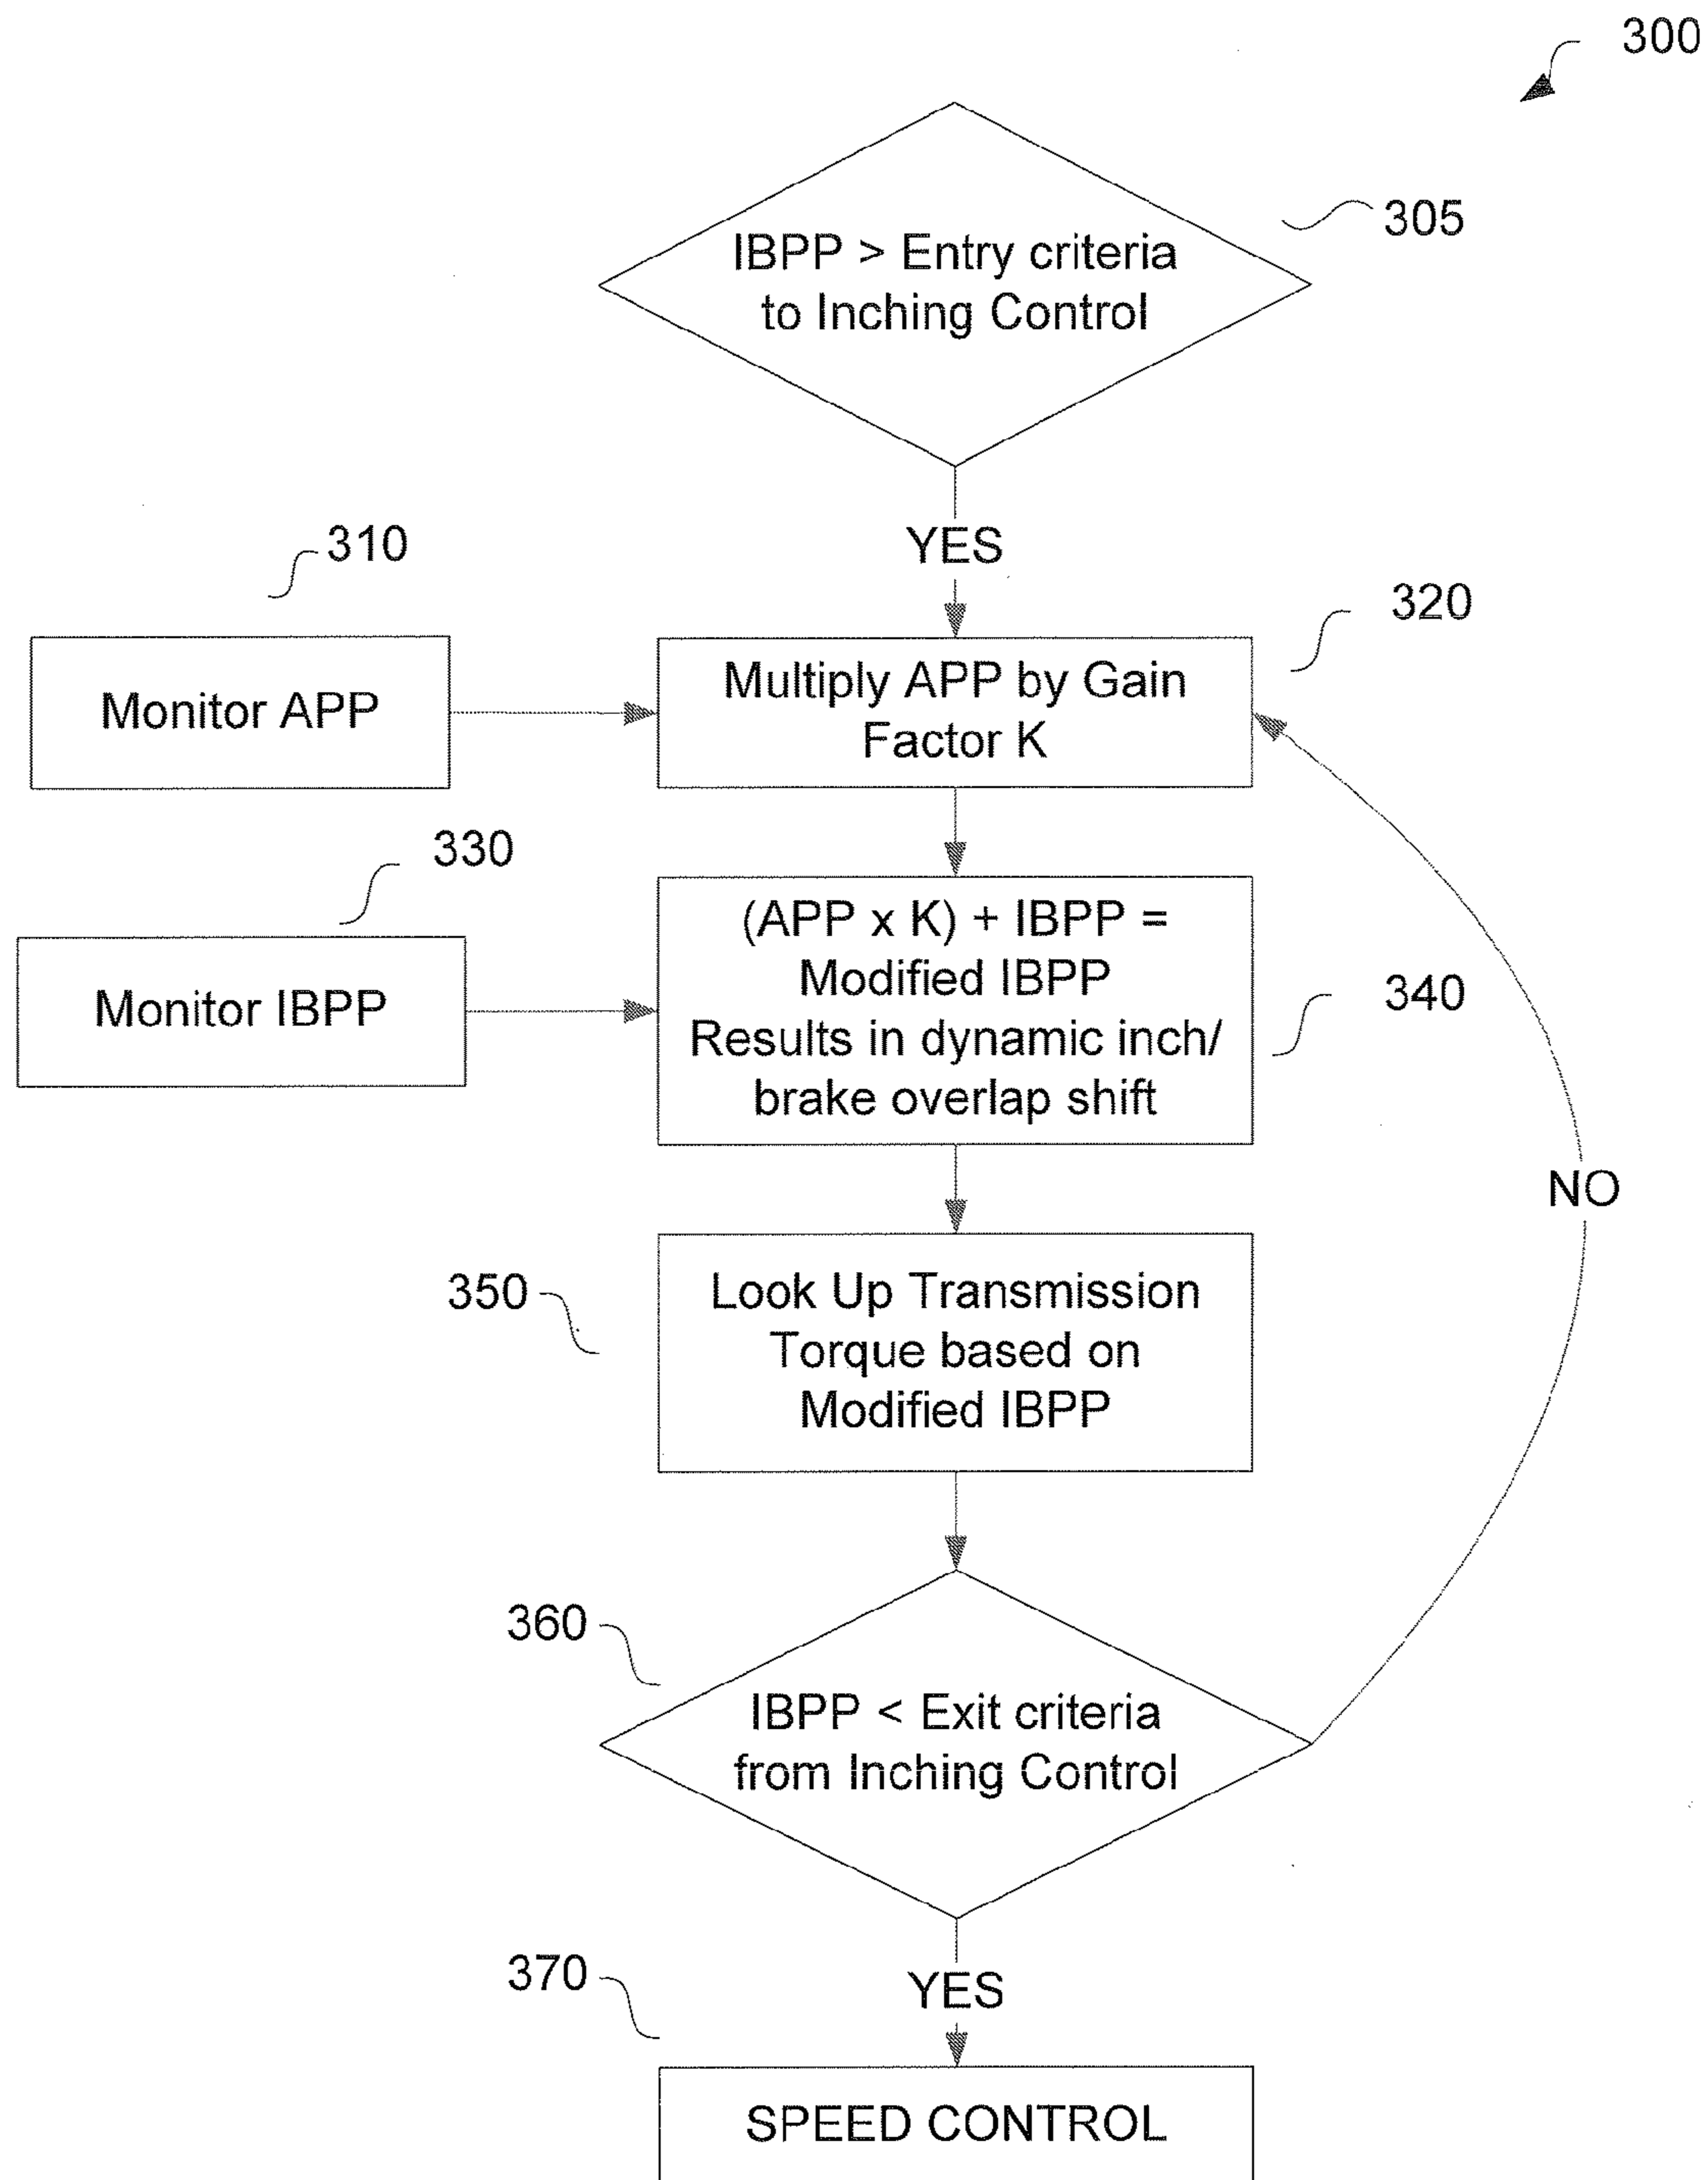 300
305
IBPP > Entry criteria
to Inching Control
YES
310
Monitor APP
320
Multiply APP by Gain
Factor K
330
Monitor IBPP
340
(APP x K) + IBPP =
Modified IBPP
Results in dynamic inch/
brake overlap shift
NO
350
Look Up Transmission
Torque based on
Modified IBPP
360
IBPP < Exit criteria
from Inching Control
YES
370
SPEED CONTROL